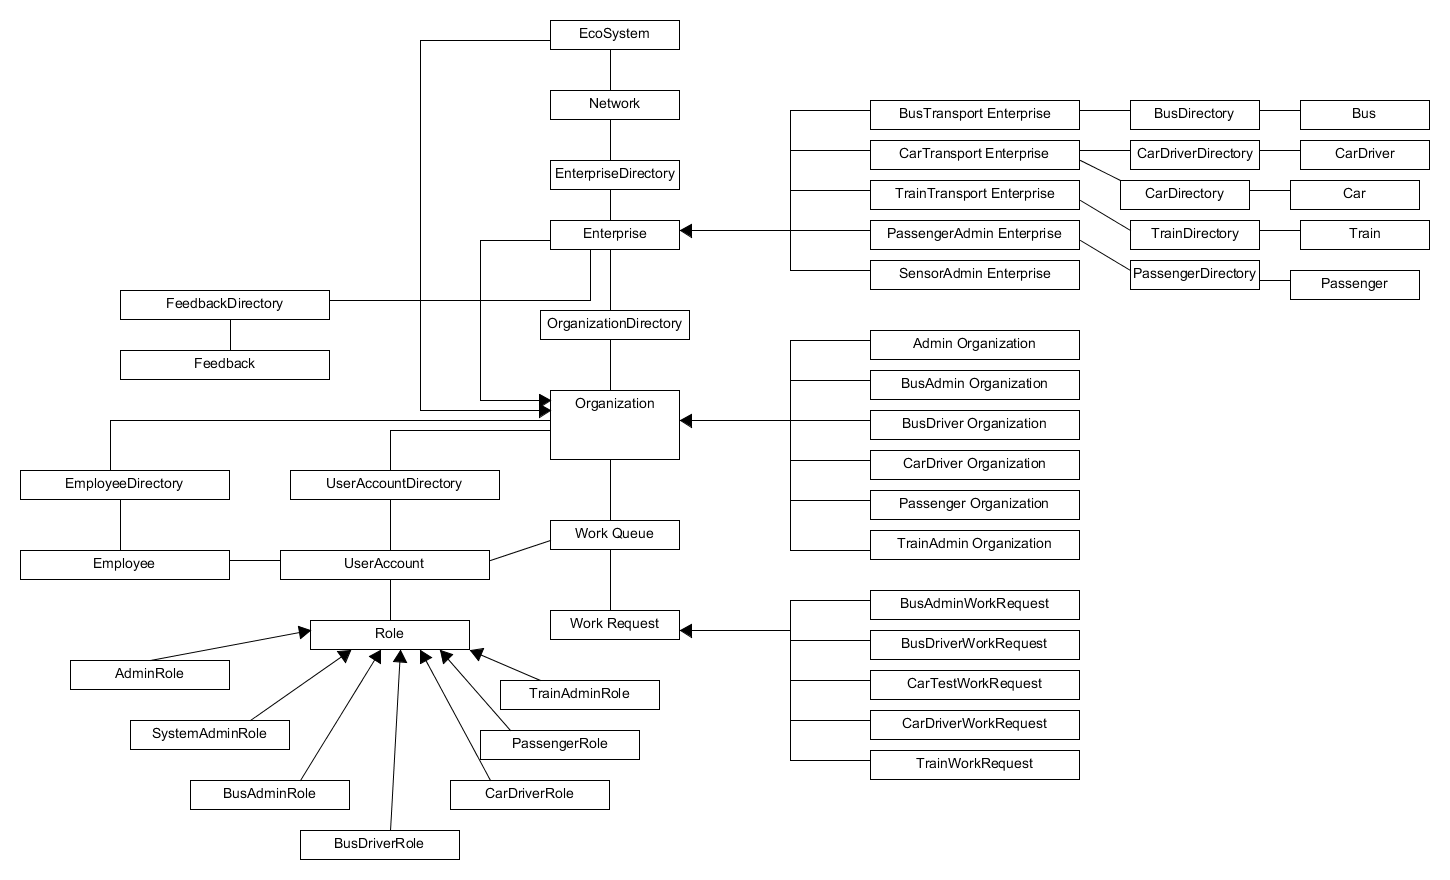 EcoSystem
Network
EnterpriseDirectory
Enterprise
BusTransport Enterprise
BusDirectory
Bus
CarTransport Enterprise
CarDriverDirectory
CarDriver
CarDirectory
Car
TrainTransport Enterprise
TrainDirectory
Train
PassengerAdmin Enterprise
PassengerDirectory
Passenger
SensorAdmin Enterprise
FeedbackDirectory
Feedback
OrganizationDirectory
Organization
Admin Organization
BusAdmin Organization
BusDriver Organization
CarDriver Organization
Passenger Organization
TrainAdmin Organization
EmployeeDirectory
UserAccountDirectory
Work Queue
Employee
UserAccount
Work Request
BusAdminWorkRequest
BusDriverWorkRequest
CarTestWorkRequest
CarDriverWorkRequest
TrainWorkRequest
Role
AdminRole
TrainAdminRole
SystemAdminRole
PassengerRole
BusAdminRole
CarDriverRole
BusDriverRole